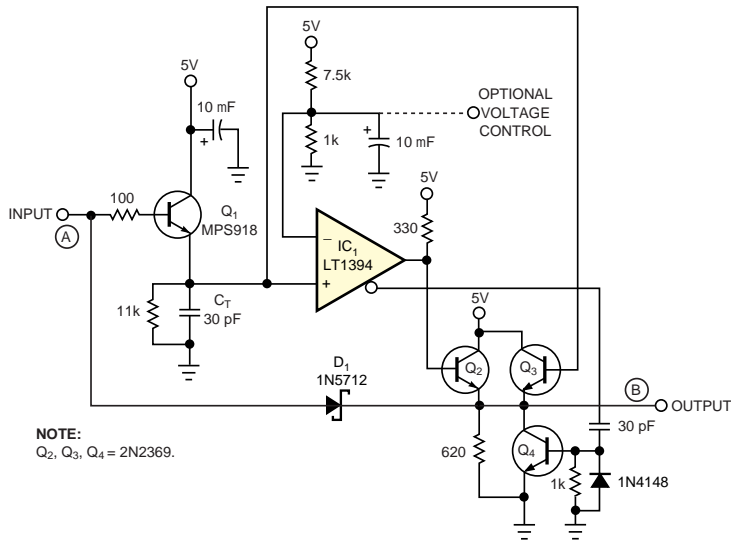 5V
5V
7.5k
10 mF
+
OPTIONAL
VOLTAGE
CONTROL
1k
+
10 mF
5V
100
INPUT
A
Q1
MPS918
330
–
IC1
LT1394
+
11k
CT
30 pF
5V
D1
1N5712
Q2
Q3
B
OUTPUT
30 pF
NOTE:
Q2, Q3, Q4 = 2N2369.
620
Q4
1k
1N4148